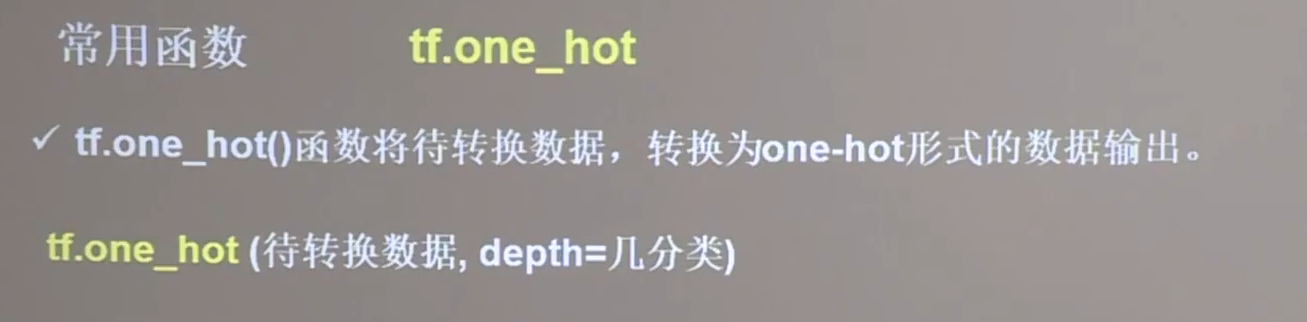 常用函数 tf.one_hot
✓ tf.one_hot()函数将待转换数据，转换为one-hot形式的数据输出。
tf.one_hot (待转换数据, depth=几分类)